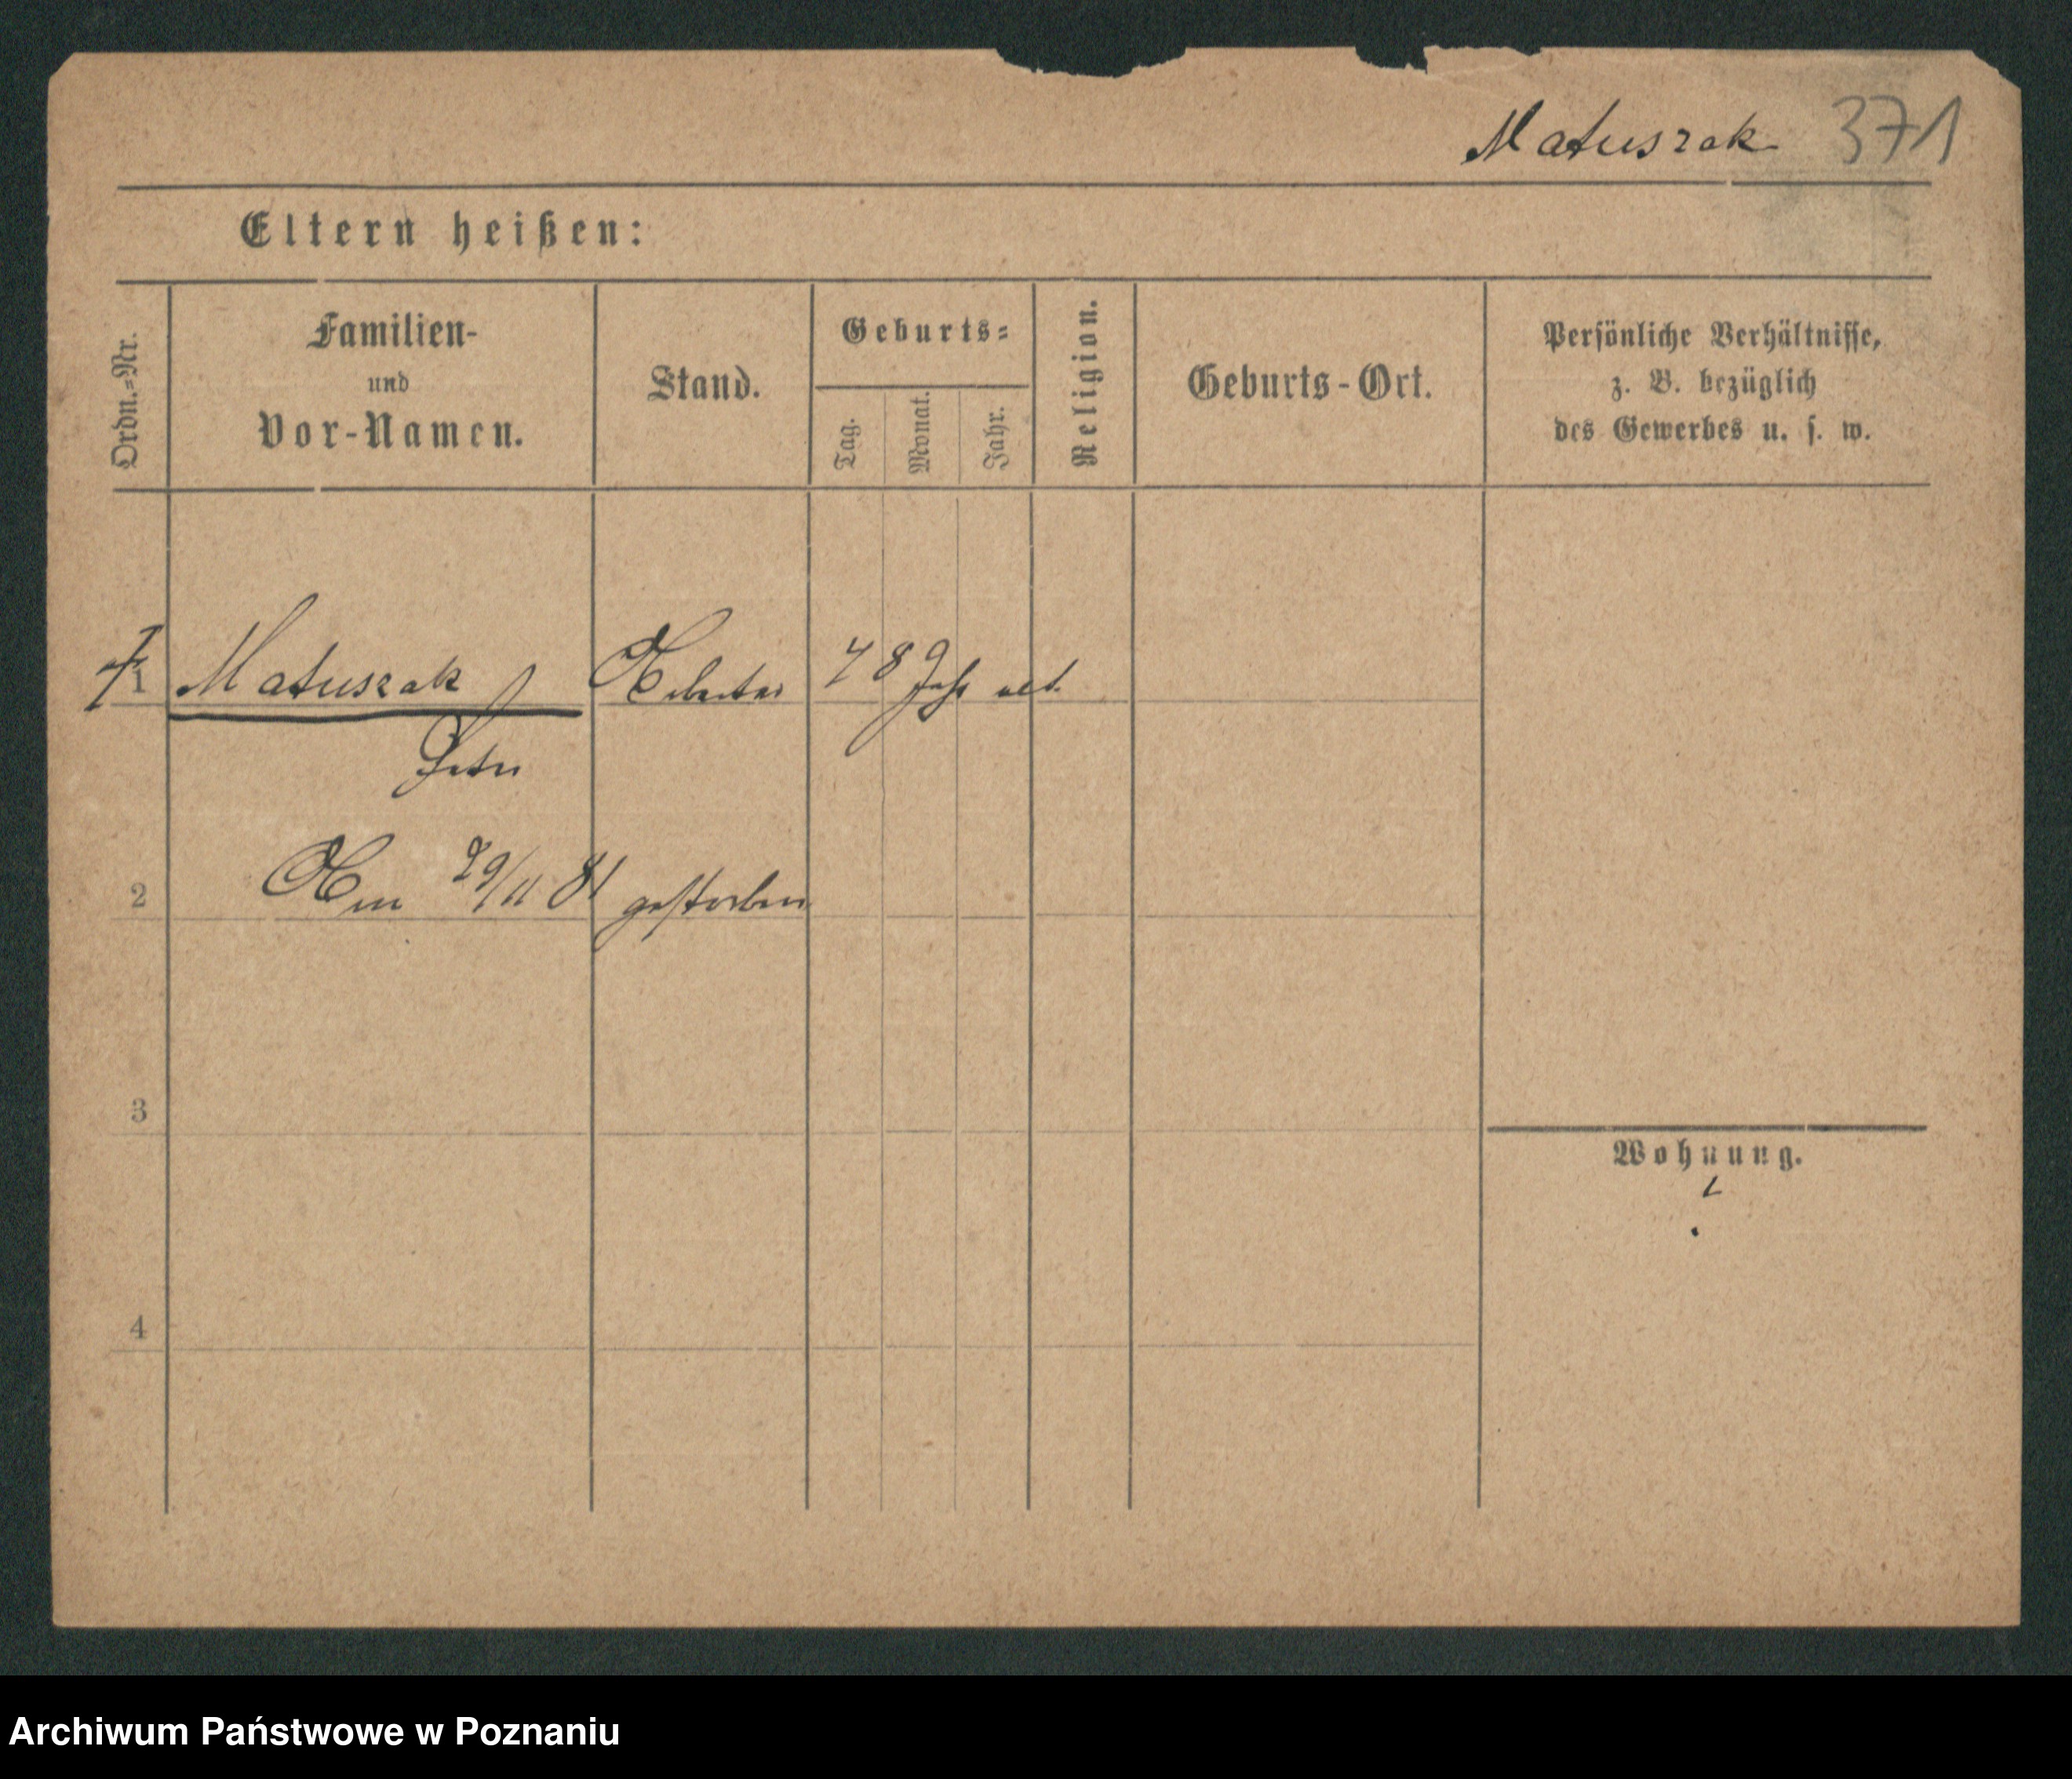 Matuszak 371
Eltern heißen:
Ordn.-Nr.
Familien-
und
Vor-Namen.
Stand.
Geburts-
Tag.
Monat.
Jahr.
Religion.
Geburts-Ort.
Persönliche Verhältnisse,
z. B. bezüglich
des Gewerbes u. s. w.
1 Matuszak Arbeiter 78 Jahr alt.
Peter
2 Am 29/11 81 gestorben
3
Wohnung.
4
Archiwum Państwowe w Poznaniu